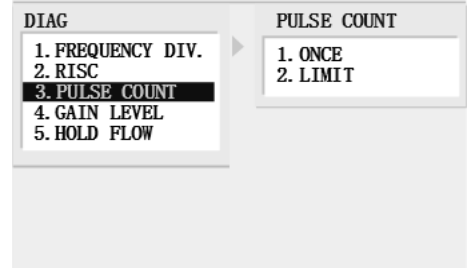 DIAG
1. FREQUENCY DIV.
2. RISC
3. PULSE COUNT
4. GAIN LEVEL
5. HOLD FLOW
PULSE COUNT
1. ONCE
2. LIMIT